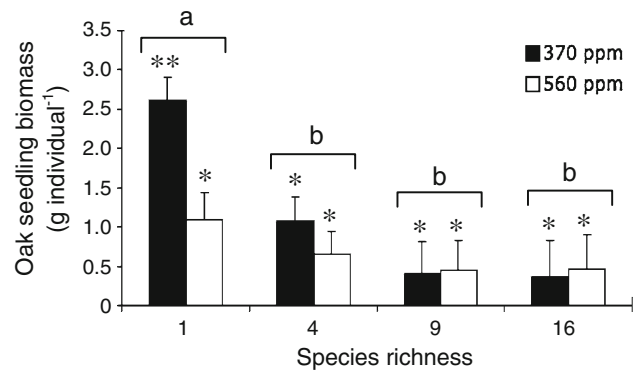 a
370 ppm
560 ppm
**
*
b
* *
b
* *
b
* *
3.5
3.0
2.5
2.0
1.5
1.0
0.5
0
Oak seedling biomass
(g individual⁻¹)
1 4 9 16
Species richness